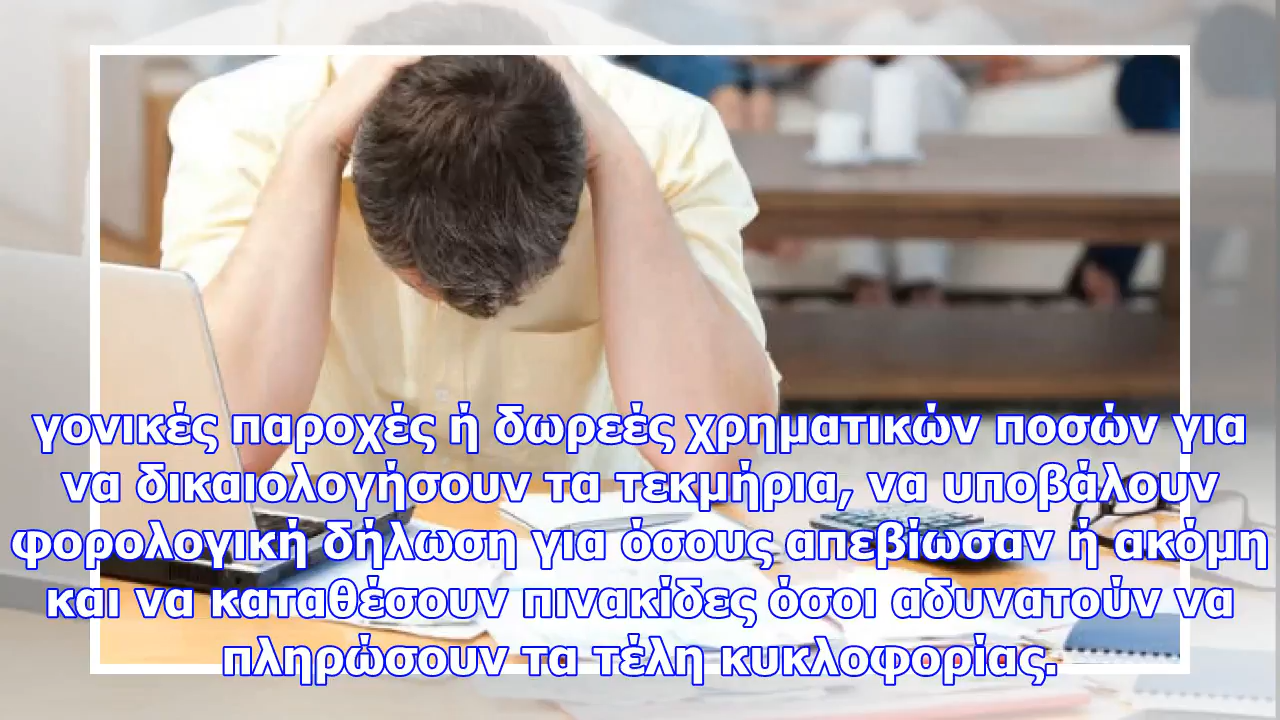 γονικές παροχές ή δωρεές χρηματικών ποσών για
να δικαιολογήσουν τα τεκμήρια, να υποβάλουν
φορολογική δήλωση για όσους απεβίωσαν ή ακόμη
και να καταθέσουν πινακίδες όσοι αδυνατούν να
πληρώσουν τα τέλη κυκλοφορίας.